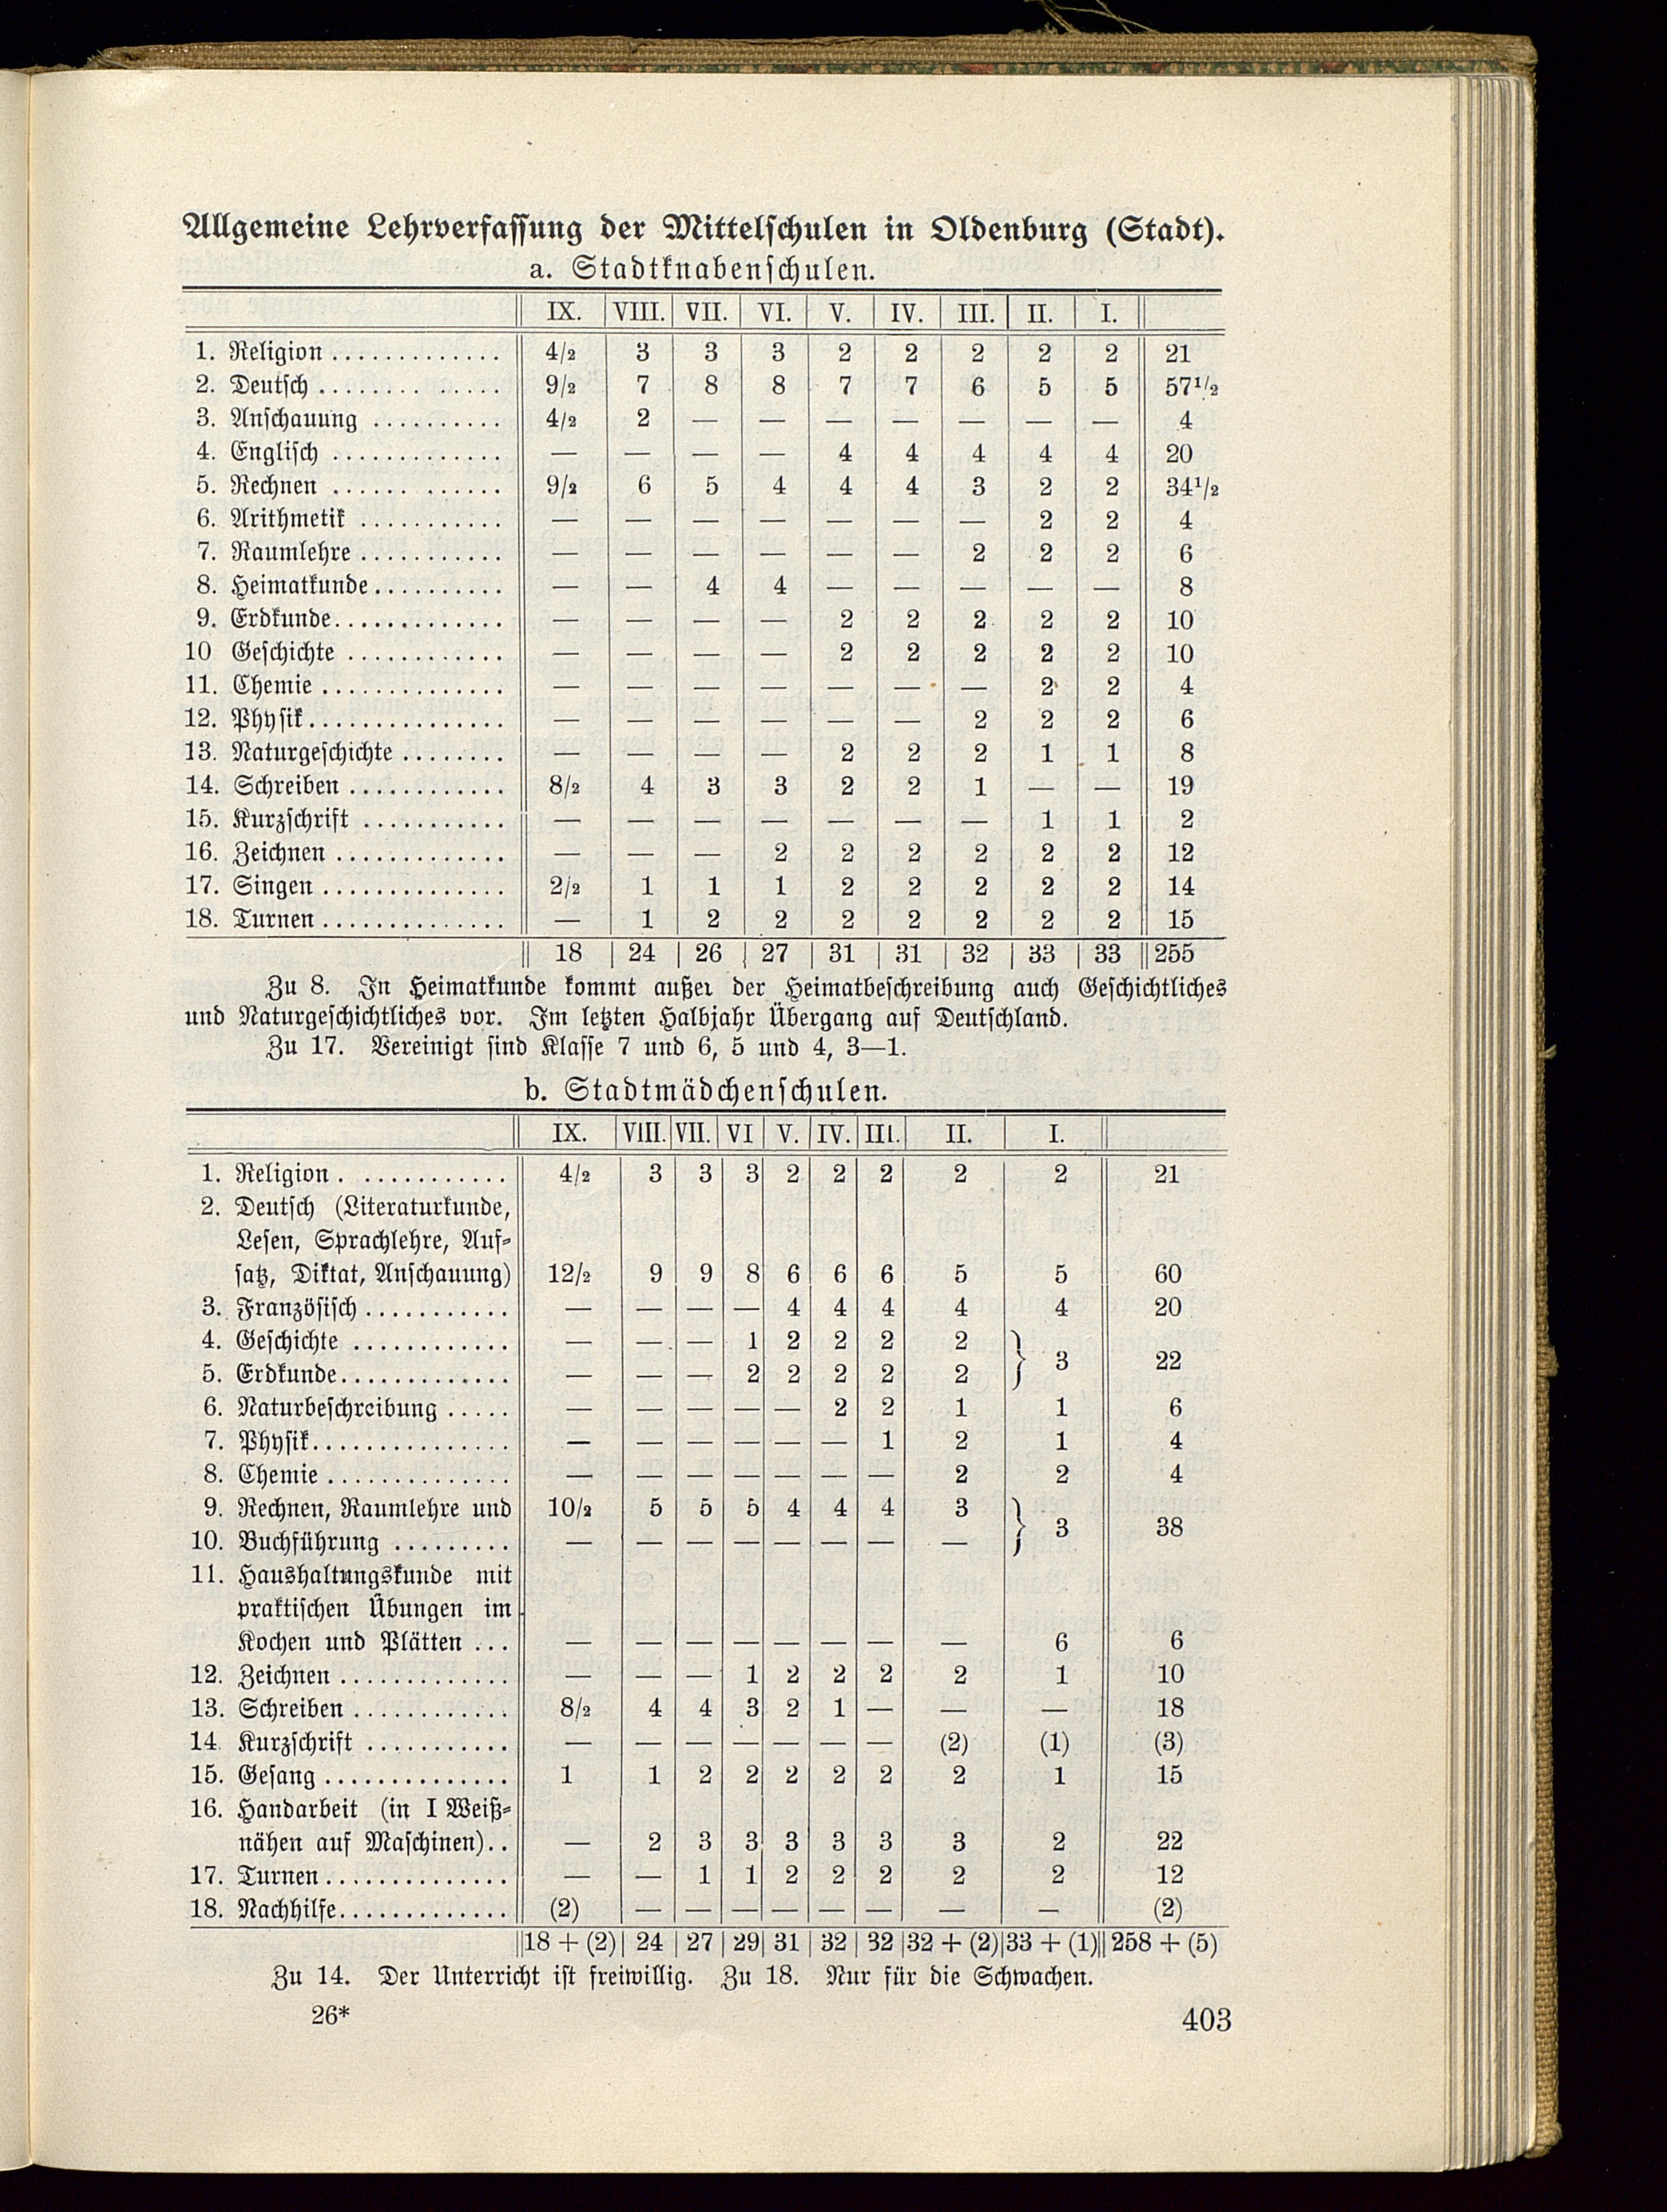 Allgemeine Lehrverfassung der Mittelschulen in Oldenburg (Stadt).
a. Stadtknabenschulen.
IX. VIII. VII. VI. V. IV. III. II. I.
1. Religion ............. 4/2 3 3 3 2 2 2 2 2 21
2. Deutsch .............. 9/2 7 8 8 7 7 6 5 5 57 1/2
3. Anschauung .......... 4/2 2 — — — — — — — 4
4. Englisch ............. — — — — 4 4 4 4 4 20
5. Rechnen ............. 9/2 6 5 4 4 4 3 2 2 34 1/2
6. Arithmetik ........... — — — — — — — 2 2 4
7. Raumlehre ........... — — — — — — 2 2 2 6
8. Heimatkunde .......... — — 4 4 — — — — — 8
9. Erdkunde ............. — — — — 2 2 2 2 2 10
10 Geschichte ............ — — — — 2 2 2 2 2 10
11. Chemie .............. — — — — — — — 2 2 4
12. Physik ............... — — — — — — 2 2 2 6
13. Naturgeschichte ........ — — — — 2 2 2 1 1 8
14. Schreiben ............ 8/2 4 3 3 2 2 1 — — 19
15. Kurzschrift ........... — — — — — — — 1 1 2
16. Zeichnen ............. — — — 2 2 2 2 2 2 12
17. Singen .............. 2/2 1 1 1 2 2 2 2 2 14
18. Turnen .............. — 1 2 2 2 2 2 2 2 15
18 24 26 27 31 31 32 33 33 255
Zu 8. In Heimatkunde kommt außer der Heimatbeschreibung auch Geschichtliches
und Naturgeschichtliches vor. Im letzten Halbjahr Übergang auf Deutschland.
Zu 17. Vereinigt sind Klasse 7 und 6, 5 und 4, 3—1.
b. Stadtmädchenschulen.
IX. VIII. VII. VI V. IV. III. II. I.
1. Religion . ........... 4/2 3 3 3 2 2 2 2 2 21
2. Deutsch (Literaturkunde,
Lesen, Sprachlehre, Auf-
satz, Diktat, Anschauung) 12/2 9 9 8 6 6 6 5 5 60
3. Französisch ........... — — — — 4 4 4 4 4 20
4. Geschichte ............ — — — 1 2 2 2 2 } 3 22
5. Erdkunde ............. — — — 2 2 2 2 2
6. Naturbeschreibung ..... — — — — — 2 2 1 1 6
7. Physik ............... — — — — — — 1 2 1 4
8. Chemie .............. — — — — — — — 2 2 4
9. Rechnen, Raumlehre und 10/2 5 5 5 4 4 4 3 } 3 38
10. Buchführung ......... — — — — — — — —
11. Haushaltungskunde mit
praktischen Übungen im
Kochen und Plätten ... — — — — — — — — 6 6
12. Zeichnen ............. — — — 1 2 2 2 2 1 10
13. Schreiben ............ 8/2 4 4 3 2 1 — — — 18
14 Kurzschrift ........... — — — — — — — (2) (1) (3)
15. Gesang .............. 1 1 2 2 2 2 2 2 1 15
16. Handarbeit (in I Weiß-
nähen auf Maschinen) .. — 2 3 3 3 3 3 3 2 22
17. Turnen .............. — — 1 1 2 2 2 2 2 12
18. Nachhilfe ............. (2) — — — — — — — — (2)
18 + (2) 24 27 29 31 32 32 32 + (2) 33 + (1) 258 + (5)
Zu 14. Der Unterricht ist freiwillig. Zu 18. Nur für die Schwachen.
26* 403